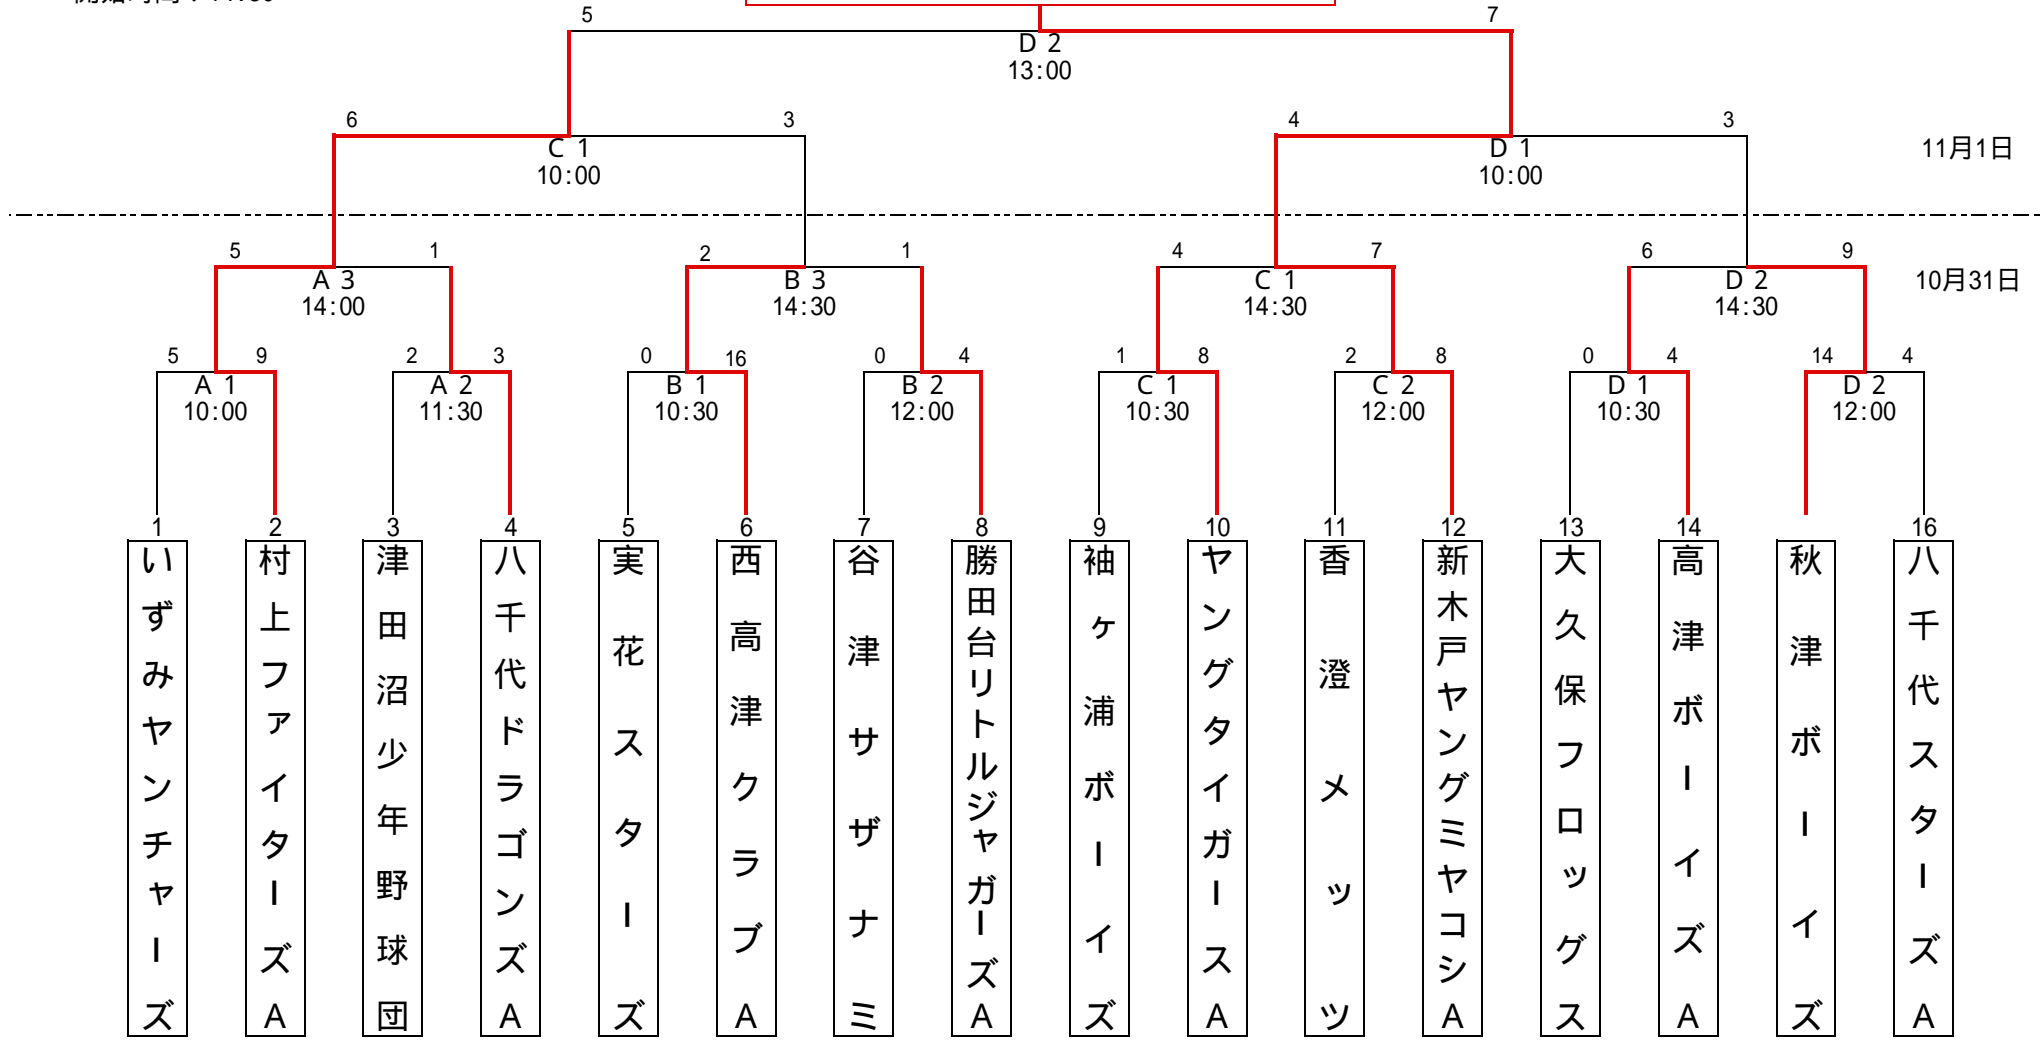 5 7
D 2
13:00
6 3 4 3
C 1 D 1
10:00 10:00
11月1日
5 1 2 1 4 7 6 9
A 3 B 3 C 1 D 2
14:00 14:30 14:30 14:30
10月31日
5 9 2 3 0 16 0 4 1 8 2 8 0 4 14 4
A 1 A 2 B 1 B 2 C 1 C 2 D 1 D 2
10:00 11:30 10:30 12:00 10:30 12:00 10:30 12:00
1 2 3 4 5 6 7 8 9 10 11 12 13 14 16
いずみヤンチャーズ
村上ファイターズA
津田沼少年野球団
八千代ドラゴンズA
実花スターズ
西高津クラブA
谷津サザナミ
勝田台リトルジャガーズA
袖ヶ浦ボーイズ
ヤングタイガースA
香澄メッツ
新木戸ヤングミヤコシA
大久保フロッグス
高津ボーイズA
秋津ボーイズ
八千代スターズA